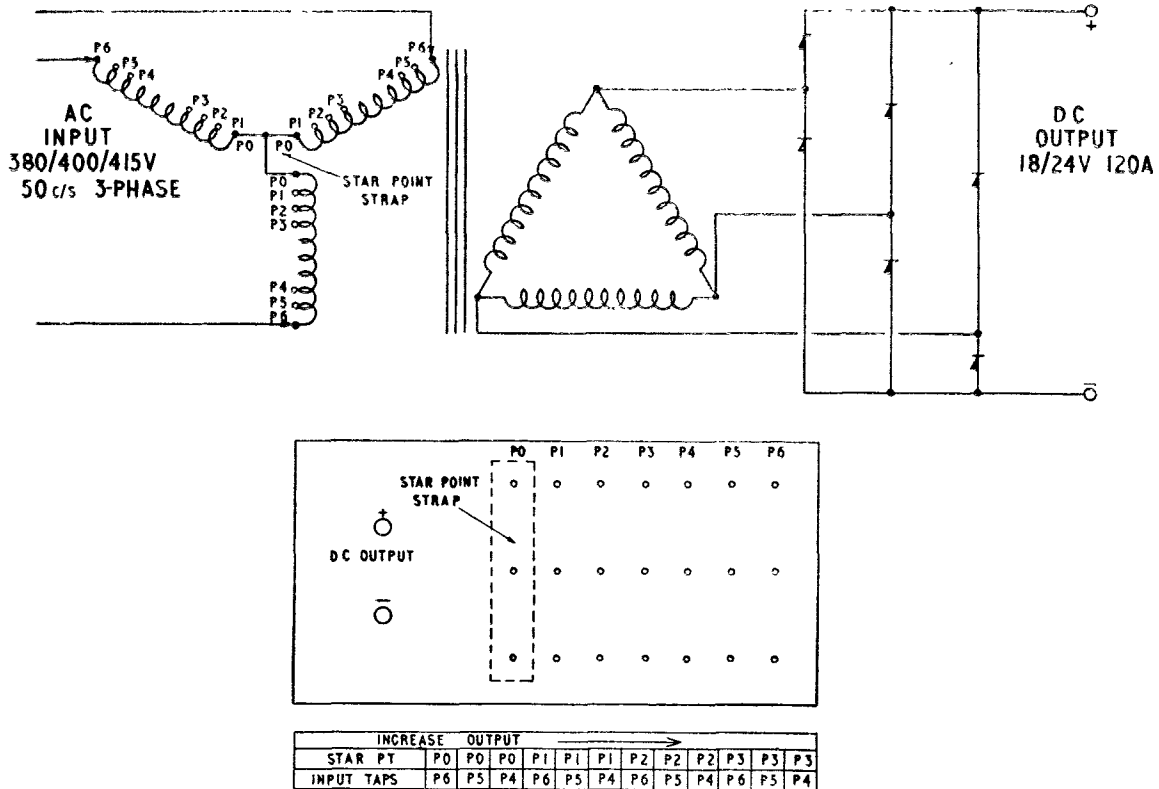 P6
P5
P4
P3
P2
P1
P0
P6
P5
P4
P3
P2
P1
P0
AC
INPUT
380/400/415V
50 c/s 3-PHASE
P0
P1
P2
P3
P4
P5
P6
STAR POINT
STRAP
+
DC
OUTPUT
18/24V 120A
-
P0 P1 P2 P3 P4 P5 P6
STAR POINT
STRAP
+
DC OUTPUT
-
INCREASE OUTPUT
STAR PT P0 P0 P0 P1 P1 P1 P2 P2 P2 P3 P3 P3
INPUT TAPS P6 P5 P4 P6 P5 P4 P6 P5 P4 P6 P5 P4